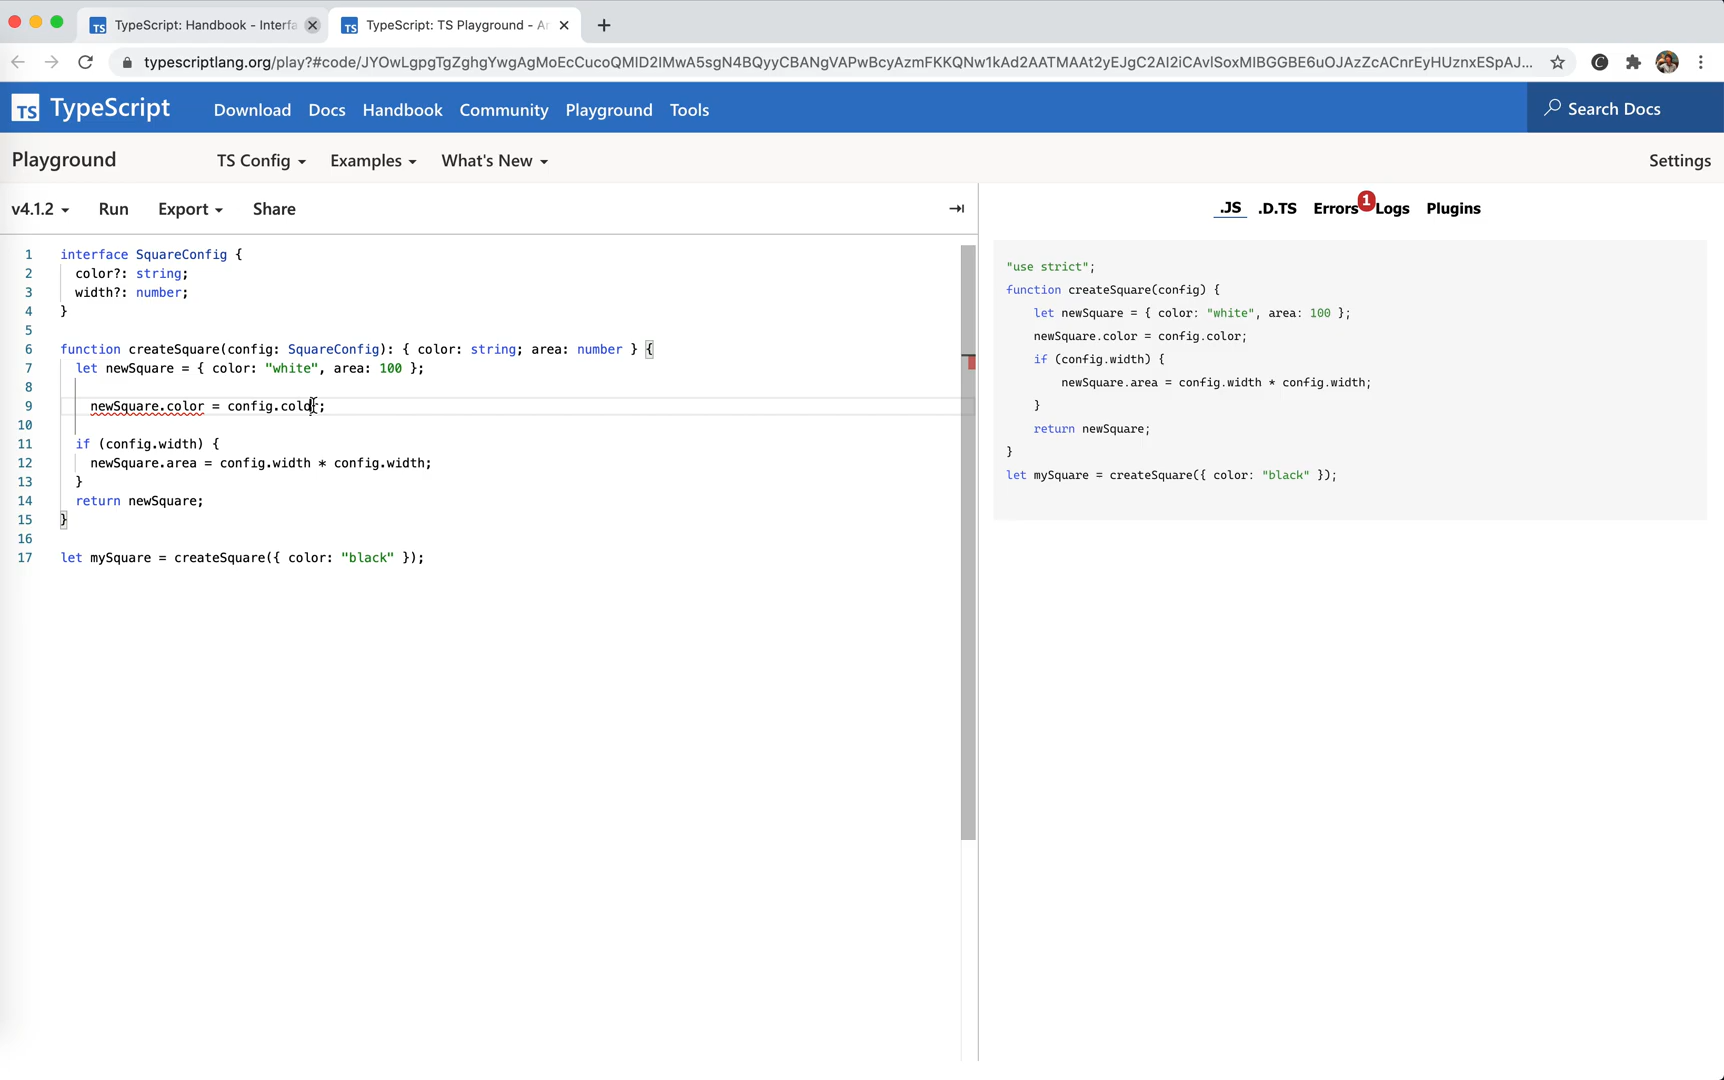 TypeScript: Handbook - Interfa
TypeScript: TS Playground - An
typescriptlang.org/play?#code/JYOwLgpgTgZghgYwgAgMoEcCucoQMID2IMwA5sgN4BQyyCBANgVAPwBcyAzmFKKQNw1kAd2AATMAAt2yEJgC2AI2iCAvlSoxMIBGGBE6uOJAzZcACnrEyHUznxESpAJ...
TS TypeScript Download Docs Handbook Community Playground Tools Search Docs
Playground TS Config Examples What's New Settings
v4.1.2 Run Export Share
.JS .D.TS Errors 1 Logs Plugins
1 interface SquareConfig {
2 color?: string;
3 width?: number;
4 }
5
6 function createSquare(config: SquareConfig): { color: string; area: number } {
7 let newSquare = { color: "white", area: 100 };
8
9 newSquare.color = config.color;
10
11 if (config.width) {
12 newSquare.area = config.width * config.width;
13 }
14 return newSquare;
15 }
16
17 let mySquare = createSquare({ color: "black" });
"use strict";
function createSquare(config) {
let newSquare = { color: "white", area: 100 };
newSquare.color = config.color;
if (config.width) {
newSquare.area = config.width * config.width;
}
return newSquare;
}
let mySquare = createSquare({ color: "black" });